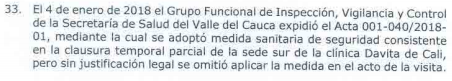 33. El 4 de enero de 2018 el Grupo Funcional de Inspección, Vigilancia y Control
de la Secretaría de Salud del Valle del Cauca expidió el Acta 001-040/2018-
01, mediante la cual se adoptó medida sanitaria de seguridad consistente
en la clausura temporal parcial de la sede sur de la clínica Davita de Cali,
pero sin justificación legal se omitió aplicar la medida en el acto de la visita.